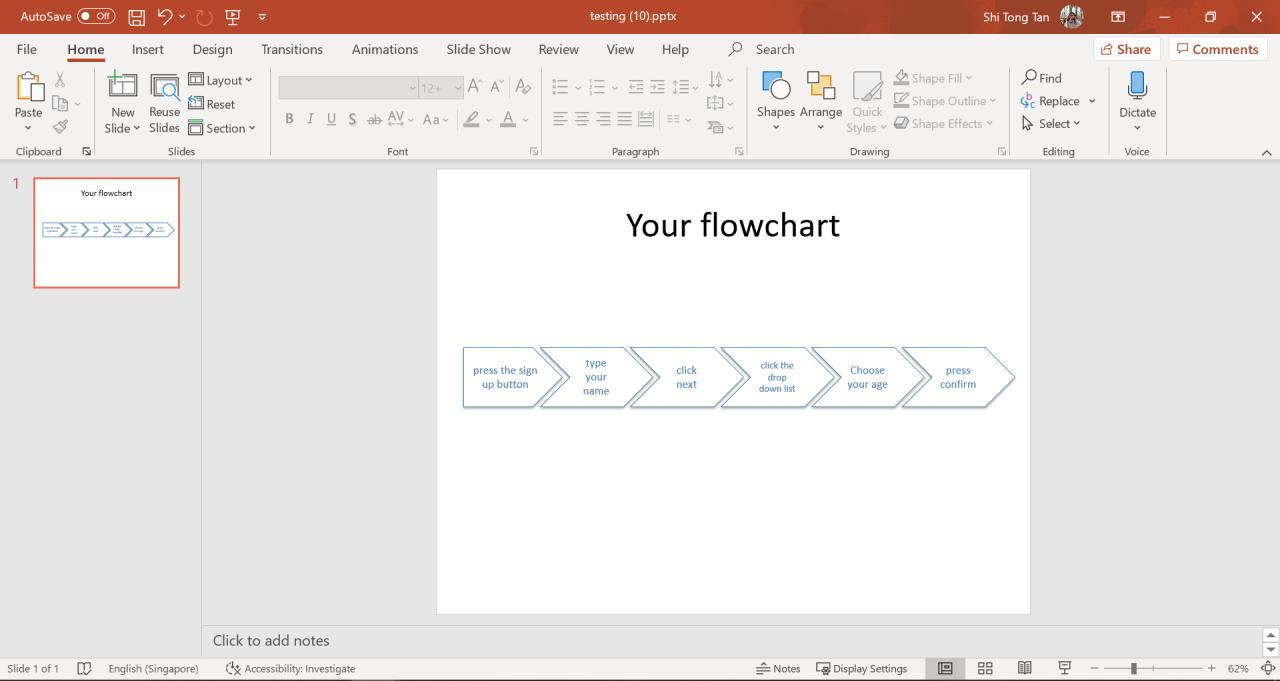 AutoSave Off
testing (10).pptx
Shi Tong Tan
File Home Insert Design Transitions Animations Slide Show Review View Help Search
Share Comments
Paste
New Slide
Reuse Slides
Layout
Reset
Section
12+
B I U S ab AV Aa A
Shapes Arrange
Quick Styles
Shape Fill
Shape Outline
Shape Effects
Find
Replace
Select
Dictate
Clipboard Slides Font Paragraph Drawing Editing Voice
1
Your flowchart
Your flowchart
press the sign
up button
type
your
name
click
next
click the
drop
down list
Choose
your age
press
confirm
Click to add notes
Slide 1 of 1 English (Singapore) Accessibility: Investigate Notes Display Settings 62%